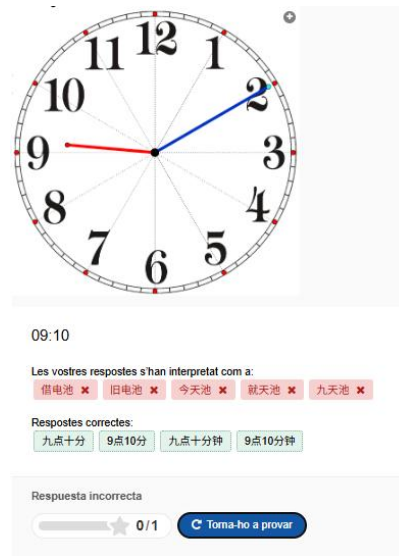 12
11 1
10 2
9 3
8 4
7 5
6
09:10
Les vostres respostes s'han interpretat com a:
借电池 ✖ 旧电池 ✖ 今天池 ✖ 就天池 ✖ 九天池 ✖
Respostes correctes:
九点十分 9点10分 九点十分钟 9点10分钟
Respuesta incorrecta
0/1 Torna-ho a provar